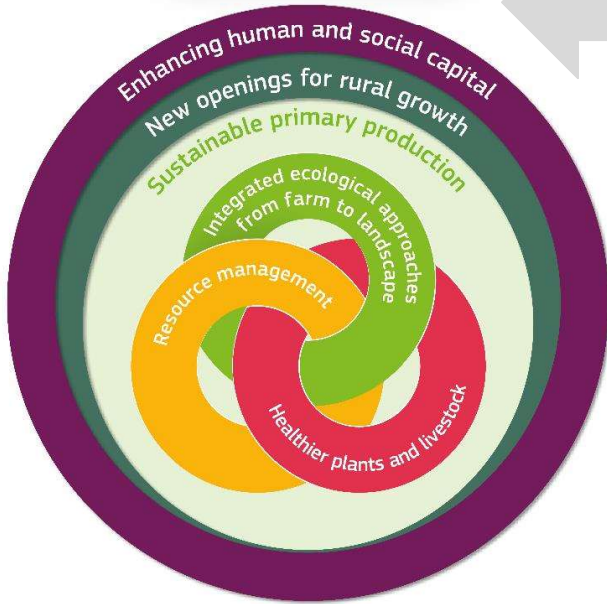 Enhancing human and social capital
New openings for rural growth
Sustainable primary production
Integrated ecological approaches
from farm to landscape
Resource management
Healthier plants and livestock